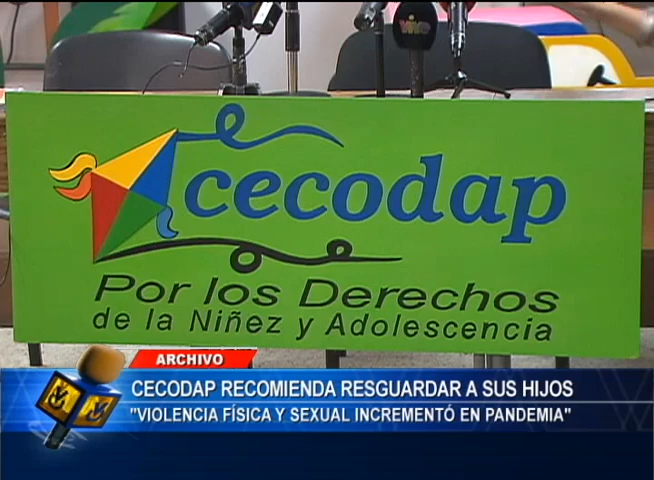 vive
cecodap
Por los Derechos
de la Niñez y Adolescencia
ARCHIVO
CECODAP RECOMIENDA RESGUARDAR A SUS HIJOS
"VIOLENCIA FÍSICA Y SEXUAL INCREMENTÓ EN PANDEMIA"